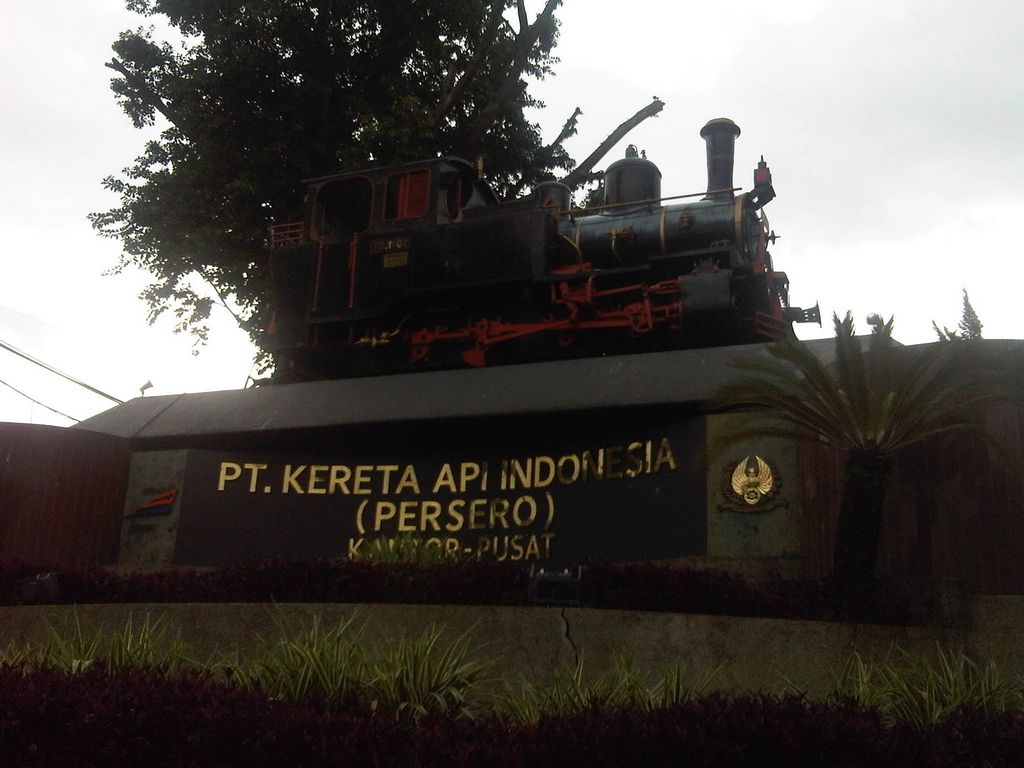 PT. KERETA API INDONESIA
(PERSERO)
KANTOR-PUSAT